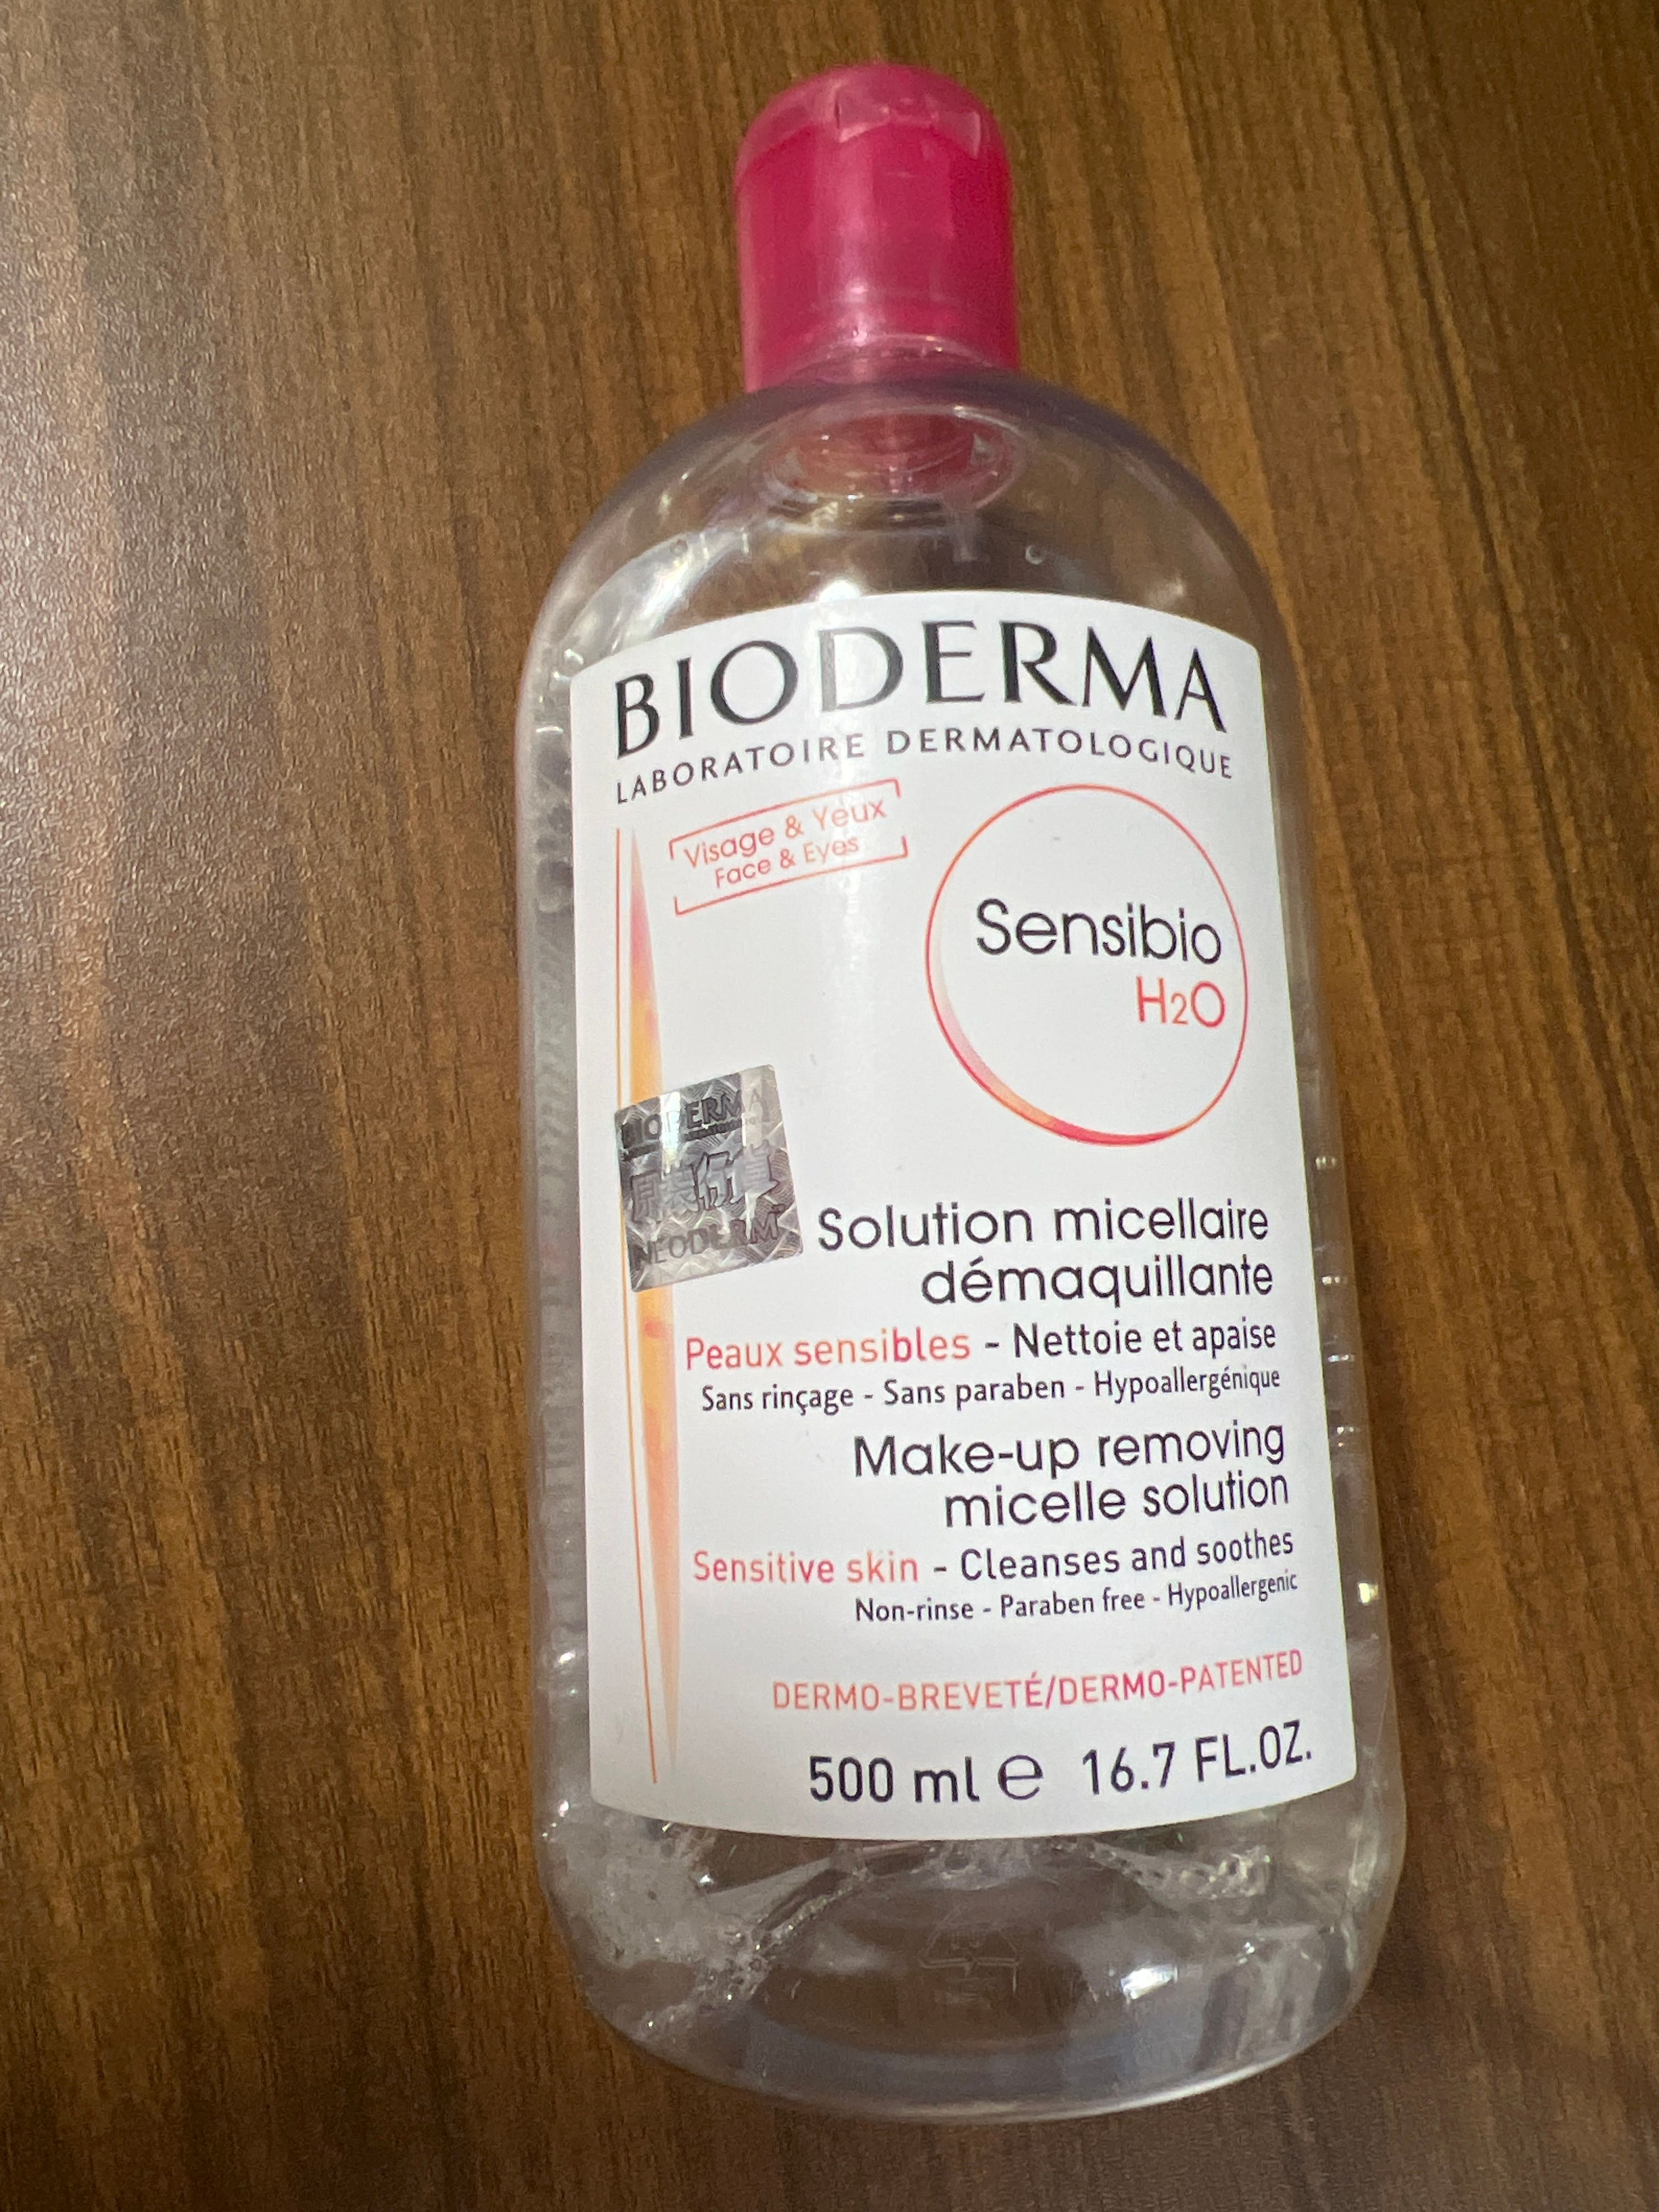 BIODERMA
LABORATOIRE DERMATOLOGIQUE
Visage & Yeux
Face & Eyes
Sensibio
H2O
BIODERMA
原裝行貨
NEODERM
Solution micellaire
démaquillante
Peaux sensibles - Nettoie et apaise
Sans rinçage - Sans paraben - Hypoallergénique
Make-up removing
micelle solution
Sensitive skin - Cleanses and soothes
Non-rinse - Paraben free - Hypoallergenic
DERMO-BREVETÉ/DERMO-PATENTED
500 ml ℮ 16.7 FL.OZ.